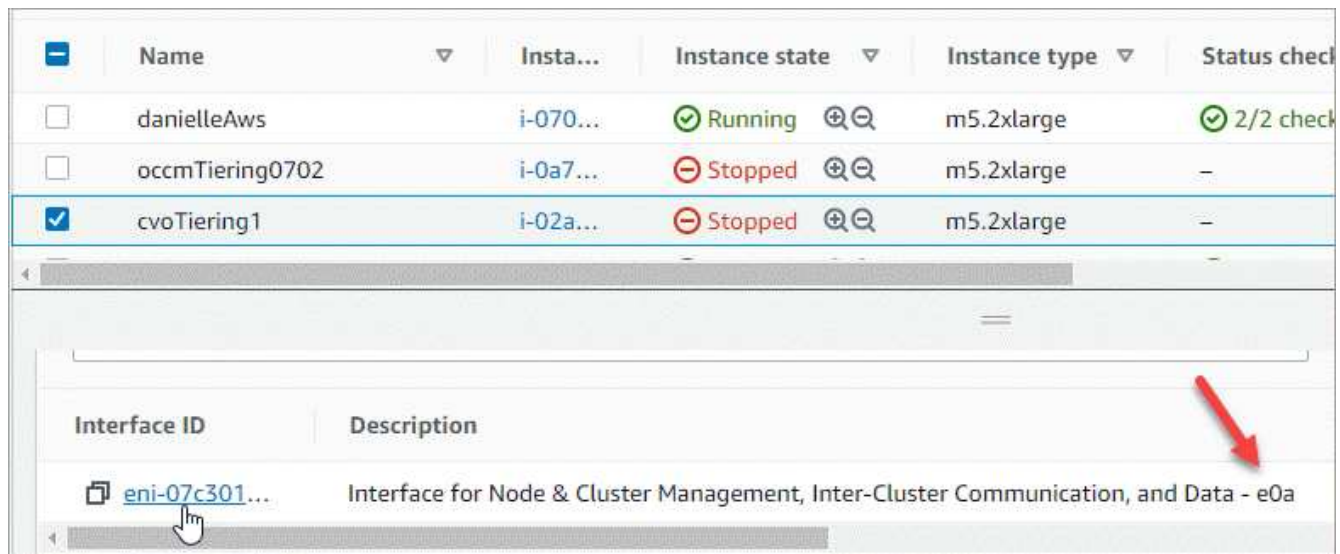 Name Insta... Instance state Instance type Status check
danielleAws i-070... Running m5.2xlarge 2/2 check
occmTiering0702 i-0a7... Stopped m5.2xlarge –
cvoTiering1 i-02a... Stopped m5.2xlarge –
Interface ID Description
eni-07c301... Interface for Node & Cluster Management, Inter-Cluster Communication, and Data - e0a